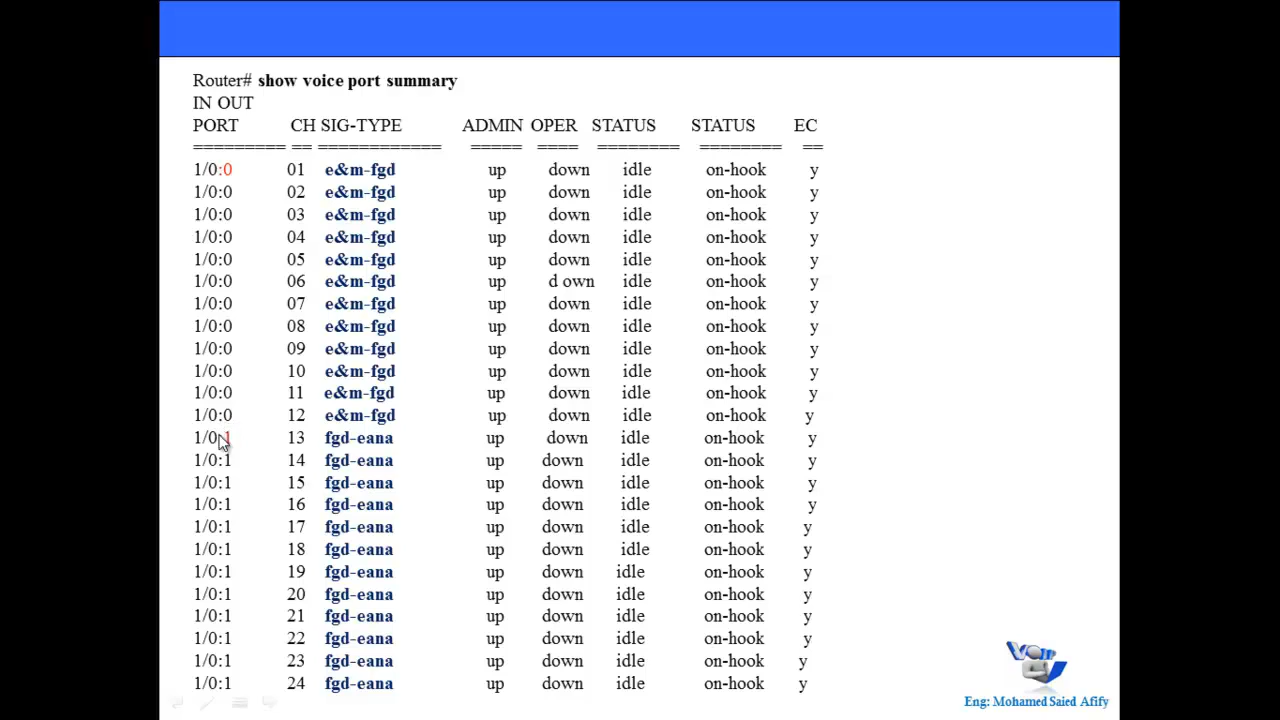 Router# show voice port summary
IN OUT
PORT CH SIG-TYPE ADMIN OPER STATUS STATUS EC
========= == ============ ===== ==== ======== ======== ==
1/0:0 01 e&m-fgd up down idle on-hook y
1/0:0 02 e&m-fgd up down idle on-hook y
1/0:0 03 e&m-fgd up down idle on-hook y
1/0:0 04 e&m-fgd up down idle on-hook y
1/0:0 05 e&m-fgd up down idle on-hook y
1/0:0 06 e&m-fgd up d own idle on-hook y
1/0:0 07 e&m-fgd up down idle on-hook y
1/0:0 08 e&m-fgd up down idle on-hook y
1/0:0 09 e&m-fgd up down idle on-hook y
1/0:0 10 e&m-fgd up down idle on-hook y
1/0:0 11 e&m-fgd up down idle on-hook y
1/0:0 12 e&m-fgd up down idle on-hook y
1/0:1 13 fgd-eana up down idle on-hook y
1/0:1 14 fgd-eana up down idle on-hook y
1/0:1 15 fgd-eana up down idle on-hook y
1/0:1 16 fgd-eana up down idle on-hook y
1/0:1 17 fgd-eana up down idle on-hook y
1/0:1 18 fgd-eana up down idle on-hook y
1/0:1 19 fgd-eana up down idle on-hook y
1/0:1 20 fgd-eana up down idle on-hook y
1/0:1 21 fgd-eana up down idle on-hook y
1/0:1 22 fgd-eana up down idle on-hook y
1/0:1 23 fgd-eana up down idle on-hook y
1/0:1 24 fgd-eana up down idle on-hook y
Eng: Mohamed Saied Afify